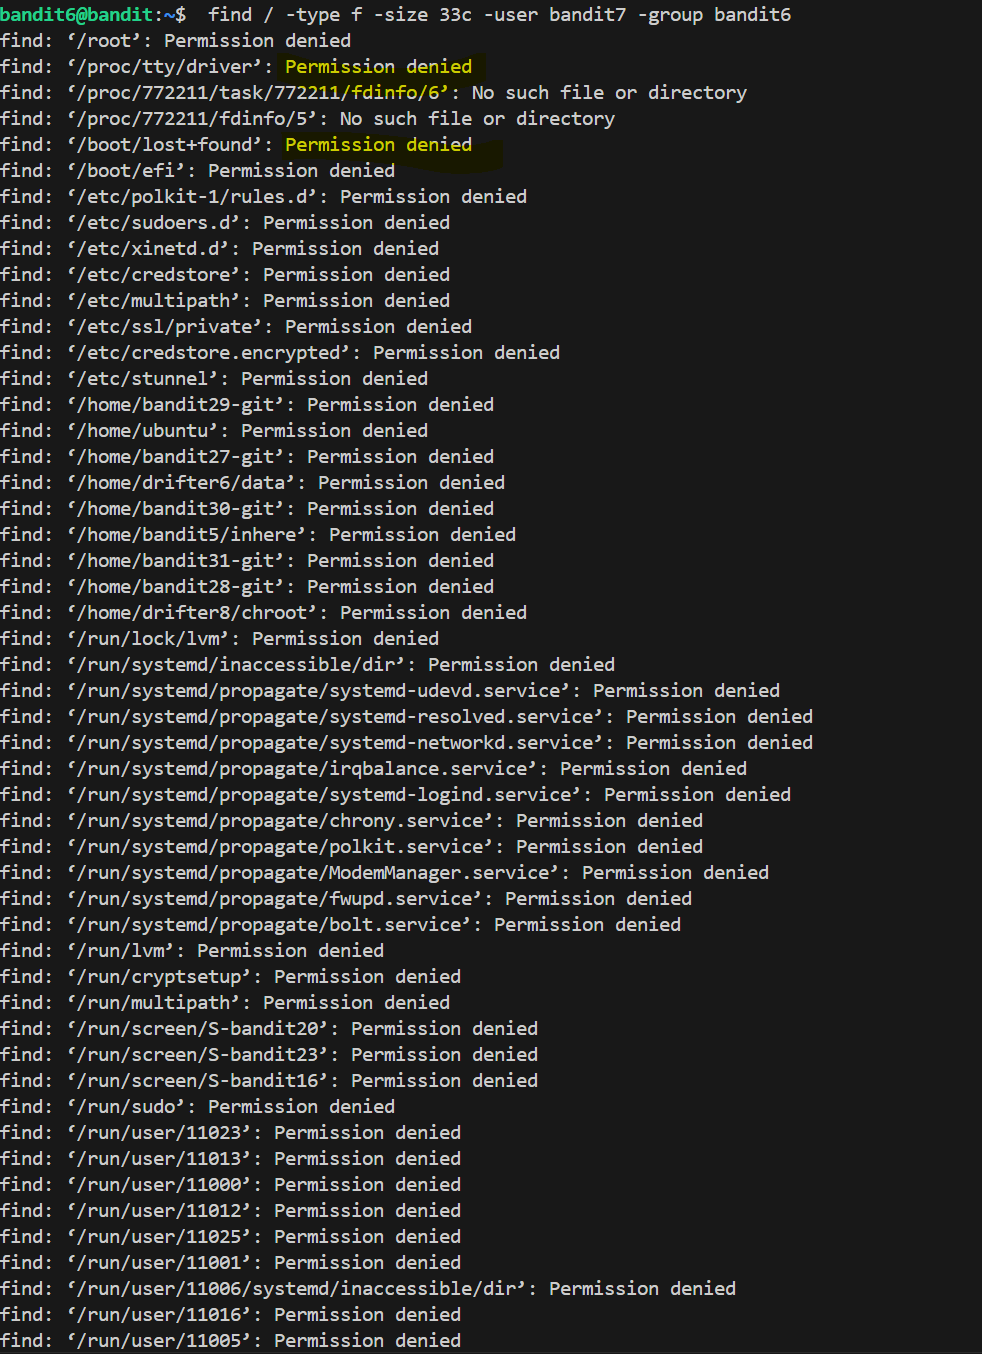 bandit6@bandit:~$  find / -type f -size 33c -user bandit7 -group bandit6
find: ‘/root’: Permission denied
find: ‘/proc/tty/driver’: Permission denied
find: ‘/proc/772211/task/772211/fdinfo/6’: No such file or directory
find: ‘/proc/772211/fdinfo/5’: No such file or directory
find: ‘/boot/lost+found’: Permission denied
find: ‘/boot/efi’: Permission denied
find: ‘/etc/polkit-1/rules.d’: Permission denied
find: ‘/etc/sudoers.d’: Permission denied
find: ‘/etc/xinetd.d’: Permission denied
find: ‘/etc/credstore’: Permission denied
find: ‘/etc/multipath’: Permission denied
find: ‘/etc/ssl/private’: Permission denied
find: ‘/etc/credstore.encrypted’: Permission denied
find: ‘/etc/stunnel’: Permission denied
find: ‘/home/bandit29-git’: Permission denied
find: ‘/home/ubuntu’: Permission denied
find: ‘/home/bandit27-git’: Permission denied
find: ‘/home/drifter6/data’: Permission denied
find: ‘/home/bandit30-git’: Permission denied
find: ‘/home/bandit5/inhere’: Permission denied
find: ‘/home/bandit31-git’: Permission denied
find: ‘/home/bandit28-git’: Permission denied
find: ‘/home/drifter8/chroot’: Permission denied
find: ‘/run/lock/lvm’: Permission denied
find: ‘/run/systemd/inaccessible/dir’: Permission denied
find: ‘/run/systemd/propagate/systemd-udevd.service’: Permission denied
find: ‘/run/systemd/propagate/systemd-resolved.service’: Permission denied
find: ‘/run/systemd/propagate/systemd-networkd.service’: Permission denied
find: ‘/run/systemd/propagate/irqbalance.service’: Permission denied
find: ‘/run/systemd/propagate/systemd-logind.service’: Permission denied
find: ‘/run/systemd/propagate/chrony.service’: Permission denied
find: ‘/run/systemd/propagate/polkit.service’: Permission denied
find: ‘/run/systemd/propagate/ModemManager.service’: Permission denied
find: ‘/run/systemd/propagate/fwupd.service’: Permission denied
find: ‘/run/systemd/propagate/bolt.service’: Permission denied
find: ‘/run/lvm’: Permission denied
find: ‘/run/cryptsetup’: Permission denied
find: ‘/run/multipath’: Permission denied
find: ‘/run/screen/S-bandit20’: Permission denied
find: ‘/run/screen/S-bandit23’: Permission denied
find: ‘/run/screen/S-bandit16’: Permission denied
find: ‘/run/sudo’: Permission denied
find: ‘/run/user/11023’: Permission denied
find: ‘/run/user/11013’: Permission denied
find: ‘/run/user/11000’: Permission denied
find: ‘/run/user/11012’: Permission denied
find: ‘/run/user/11025’: Permission denied
find: ‘/run/user/11001’: Permission denied
find: ‘/run/user/11006/systemd/inaccessible/dir’: Permission denied
find: ‘/run/user/11016’: Permission denied
find: ‘/run/user/11005’: Permission denied